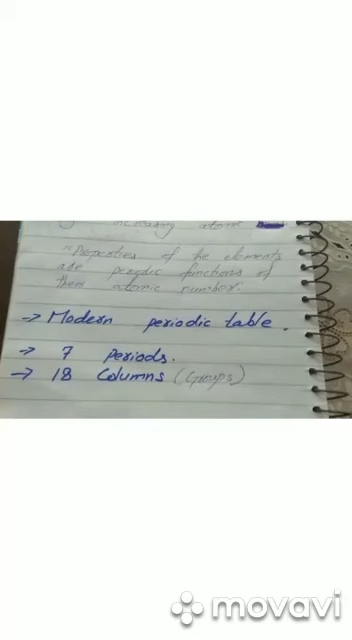 increasing atomic
"Properties of the elements
are periodic functions of
their atomic number.
→ Modern periodic table.
→ 7 periods.
→ 18 Columns (Groups)
movavi